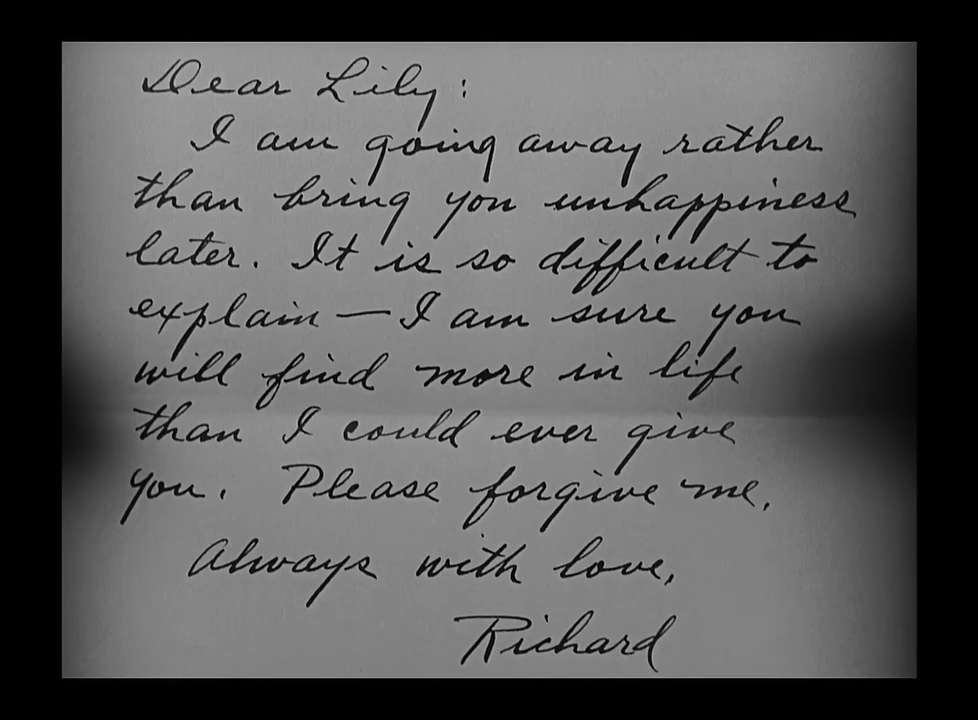 Dear Lily:
I am going away rather
than bring you unhappiness
later. It is so difficult to
explain — I am sure you
will find more in life
than I could ever give
you. Please forgive me.
Always with love,
Richard